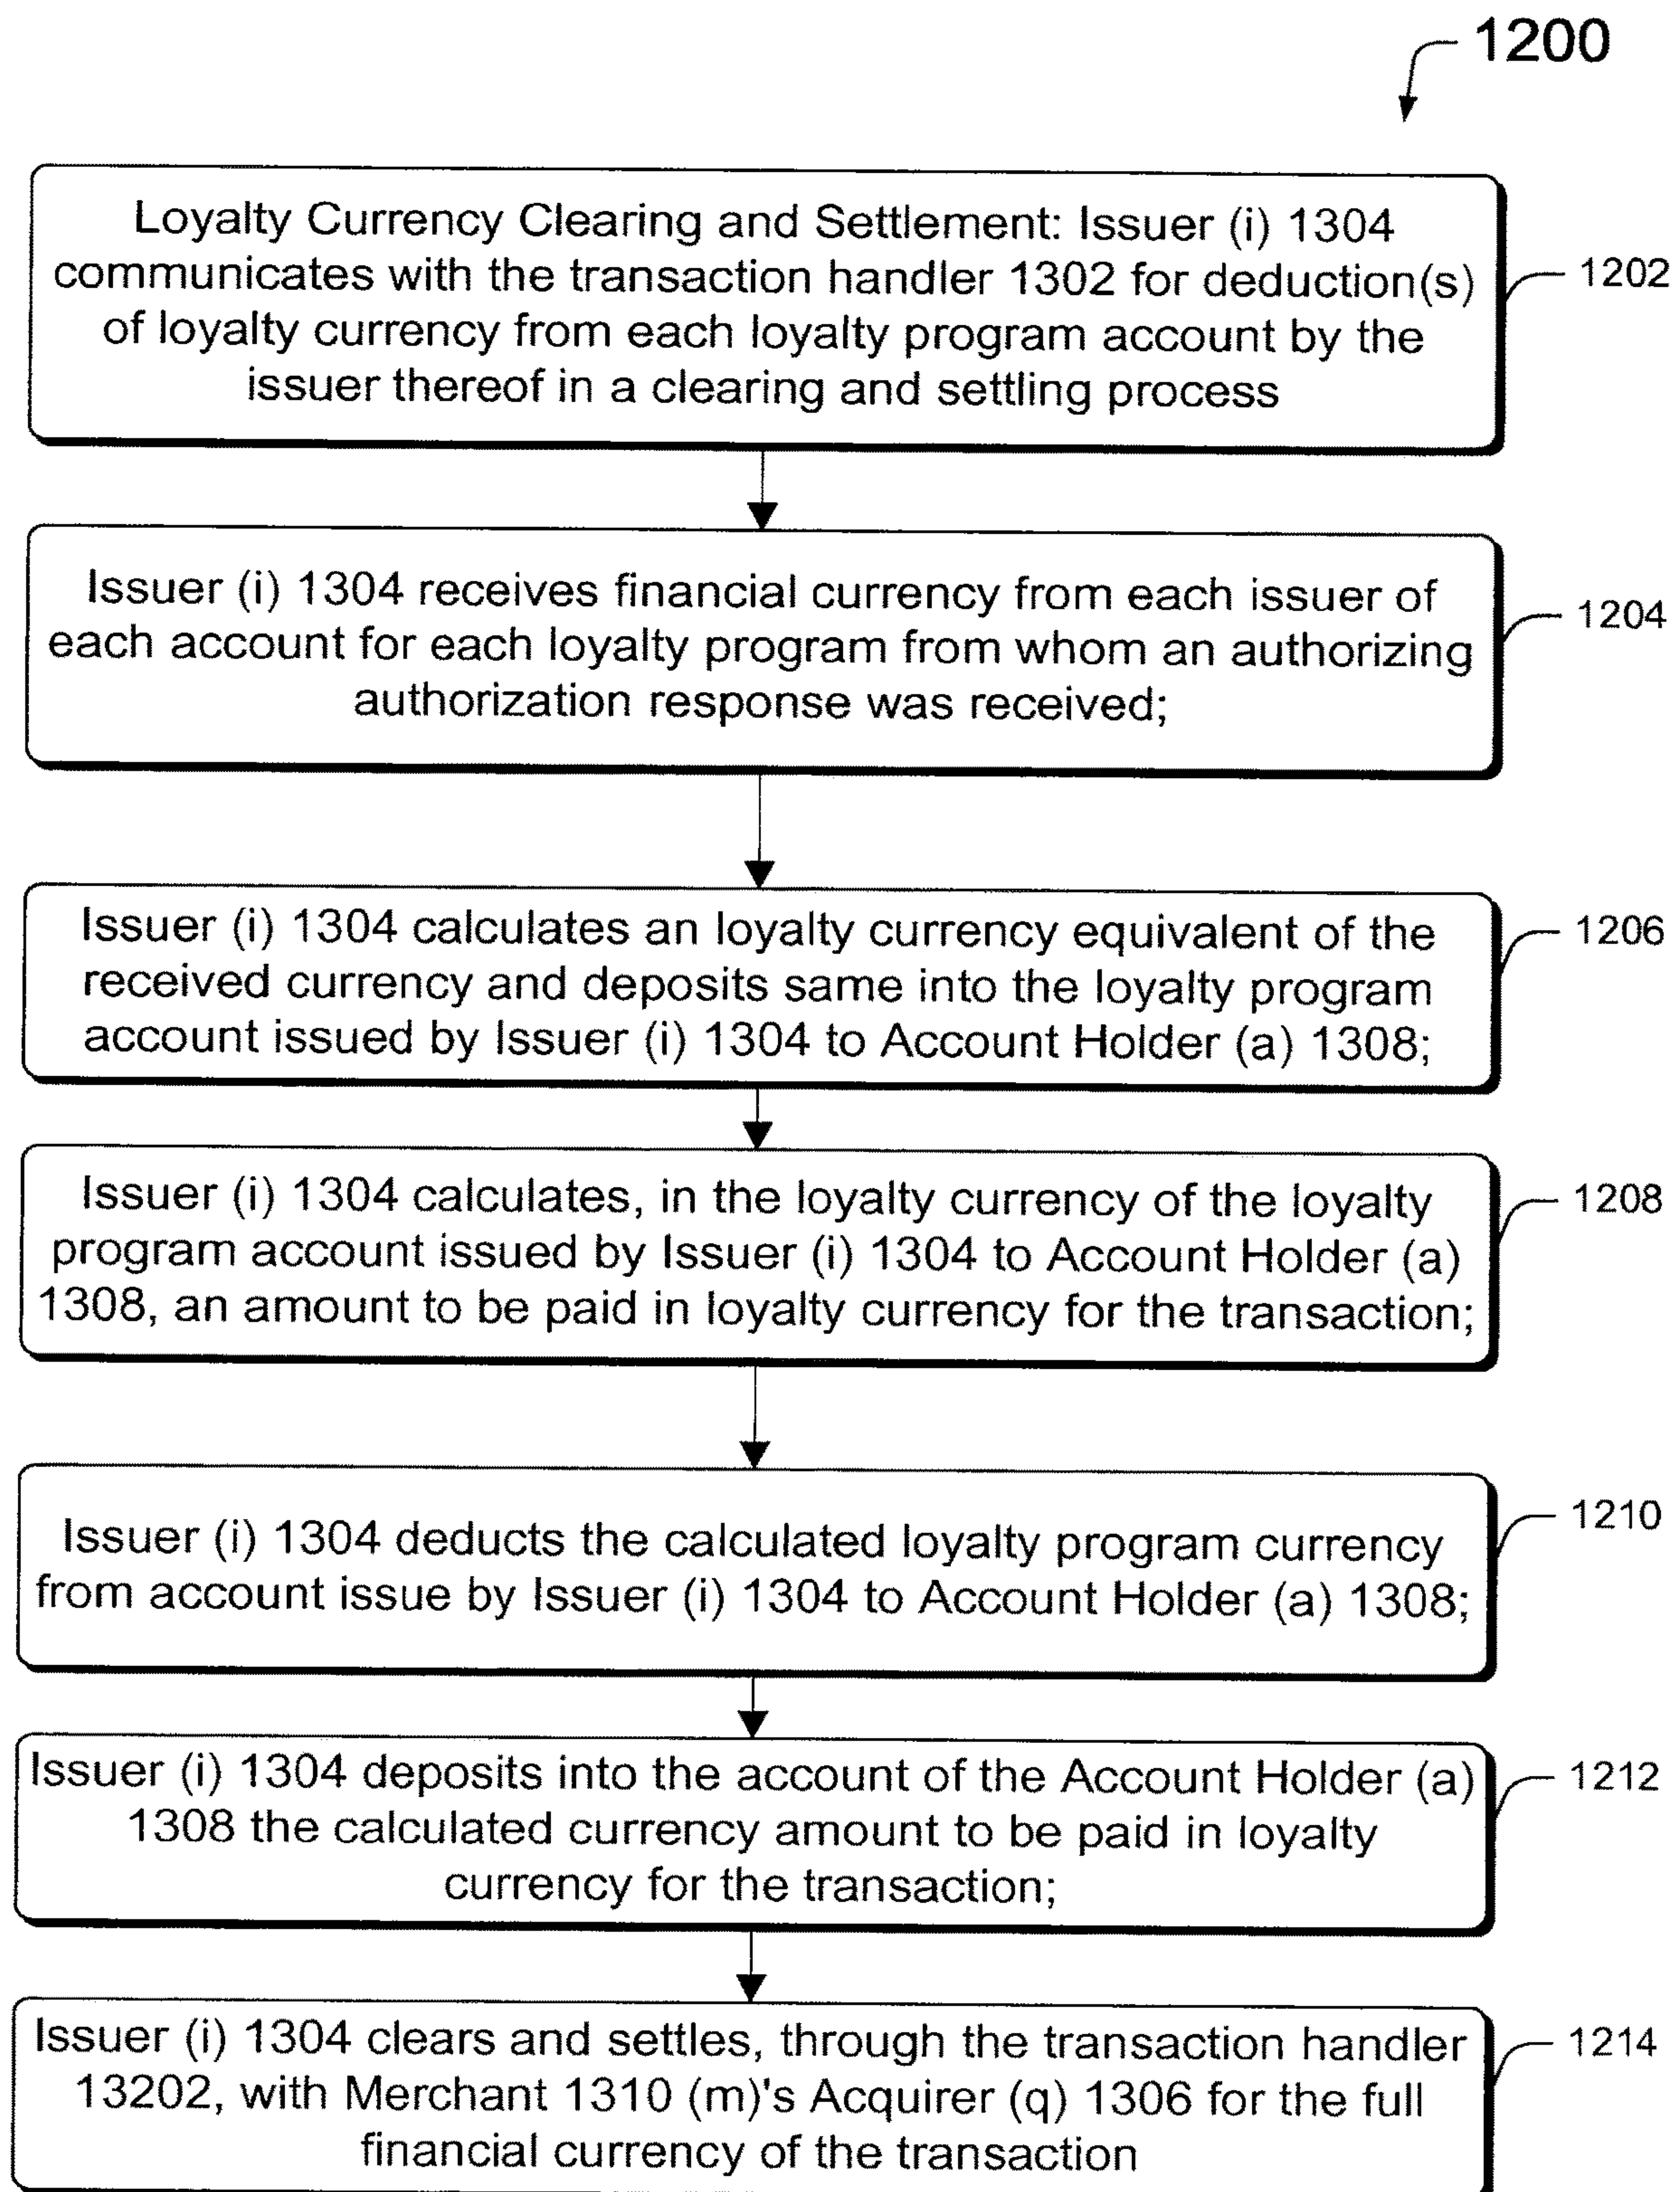 1200
Loyalty Currency Clearing and Settlement: Issuer (i) 1304
communicates with the transaction handler 1302 for deduction(s)
of loyalty currency from each loyalty program account by the
issuer thereof in a clearing and settling process
1202
Issuer (i) 1304 receives financial currency from each issuer of
each account for each loyalty program from whom an authorizing
authorization response was received;
1204
Issuer (i) 1304 calculates an loyalty currency equivalent of the
received currency and deposits same into the loyalty program
account issued by Issuer (i) 1304 to Account Holder (a) 1308;
1206
Issuer (i) 1304 calculates, in the loyalty currency of the loyalty
program account issued by Issuer (i) 1304 to Account Holder (a)
1308, an amount to be paid in loyalty currency for the transaction;
1208
Issuer (i) 1304 deducts the calculated loyalty program currency
from account issue by Issuer (i) 1304 to Account Holder (a) 1308;
1210
Issuer (i) 1304 deposits into the account of the Account Holder (a)
1308 the calculated currency amount to be paid in loyalty
currency for the transaction;
1212
Issuer (i) 1304 clears and settles, through the transaction handler
13202, with Merchant 1310 (m)'s Acquirer (q) 1306 for the full
financial currency of the transaction
1214